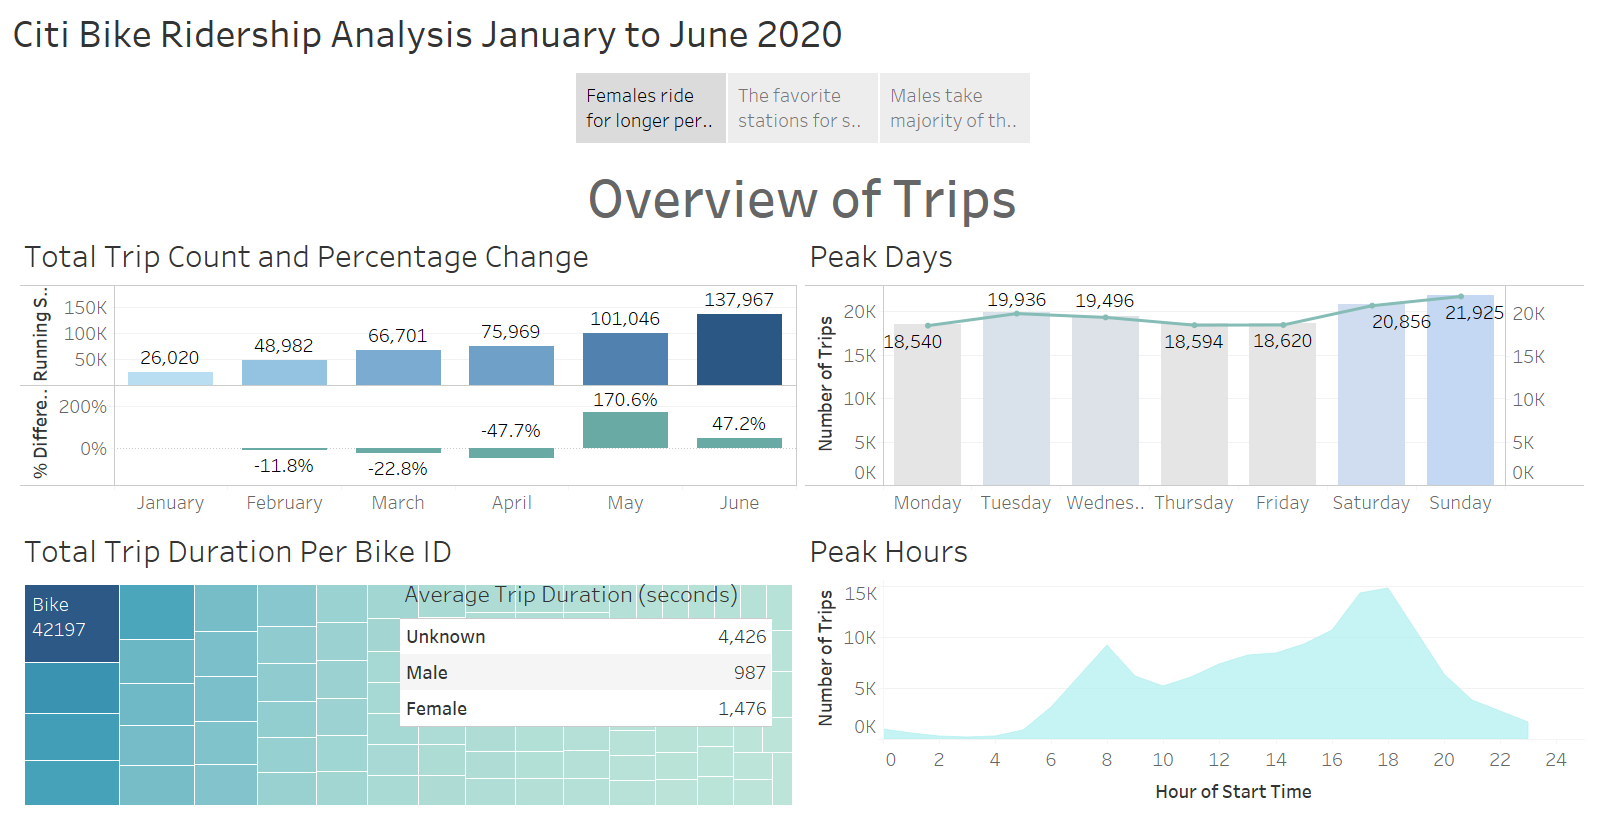 Citi Bike Ridership Analysis January to June 2020
Females ride
for longer per..
The favorite
stations for s..
Males take
majority of th..
Overview of Trips
Total Trip Count and Percentage Change
Running S..
150K
100K
50K
26,020
48,982
66,701
75,969
101,046
137,967
% Differe..
200%
0%
-11.8%
-22.8%
-47.7%
170.6%
47.2%
January
February
March
April
May
June
Peak Days
Number of Trips
20K
15K
10K
5K
0K
18,540
19,936
19,496
18,594
18,620
20,856
21,925
20K
15K
10K
5K
0K
Monday
Tuesday
Wednes..
Thursday
Friday
Saturday
Sunday
Total Trip Duration Per Bike ID
Bike
42197
Average Trip Duration (seconds)
Unknown 4,426
Male 987
Female 1,476
Peak Hours
Number of Trips
15K
10K
5K
0K
0 2 4 6 8 10 12 14 16 18 20 22 24
Hour of Start Time